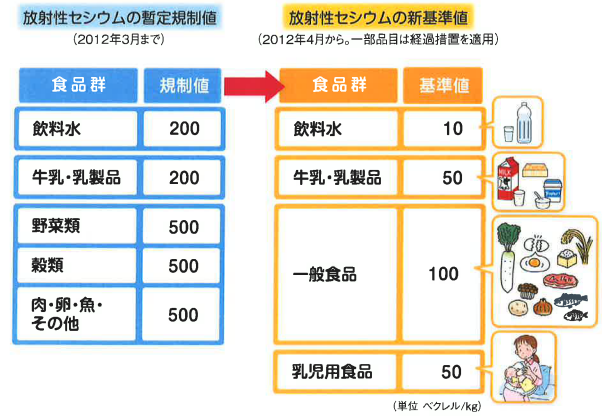 放射性セシウムの暫定規制値
(2012年3月まで)
食品群 規制値
飲料水 200
牛乳・乳製品 200
野菜類 500
穀類 500
肉・卵・魚・
その他 500
放射性セシウムの新基準値
(2012年4月から。一部品目は経過措置を適用)
食品群 基準値
飲料水 10
牛乳・乳製品 50
MILK
一般食品 100
乳児用食品 50
(単位 ベクレル/kg)